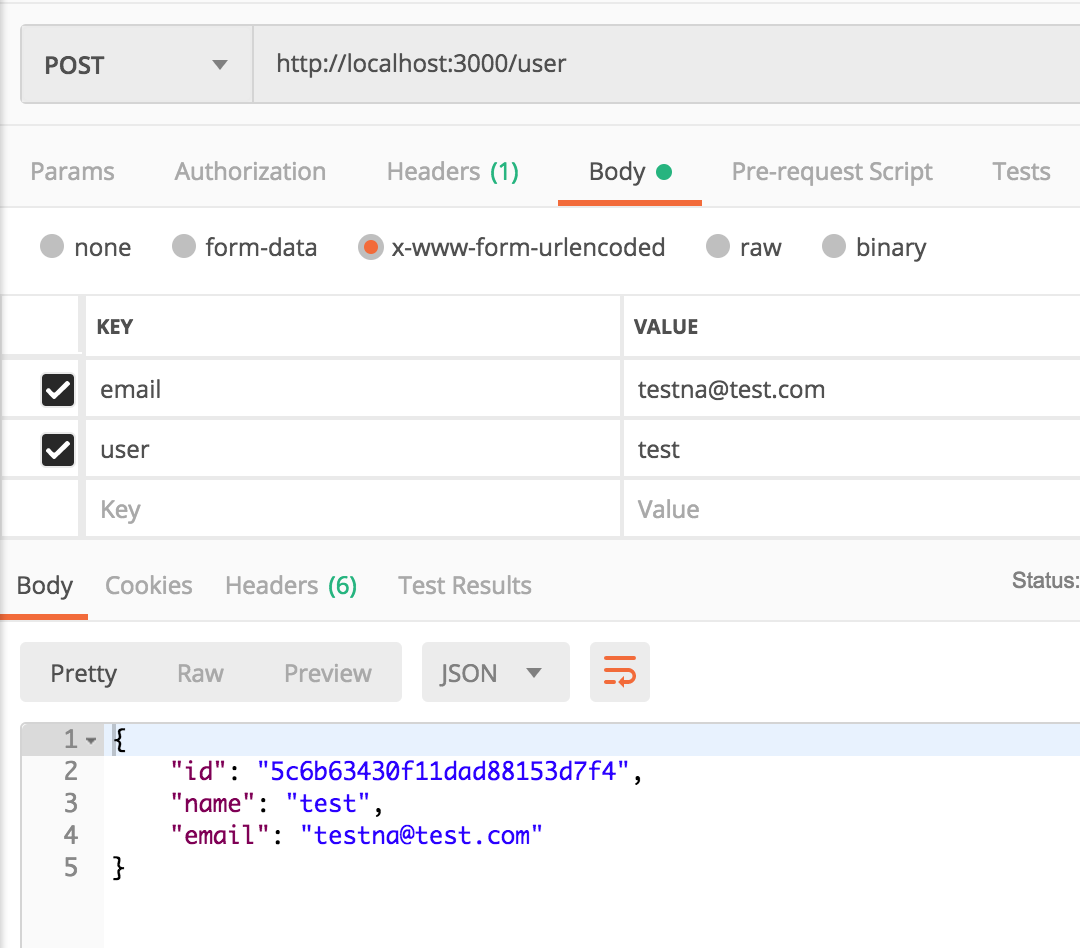 POST http://localhost:3000/user
Params Authorization Headers (1) Body Pre-request Script Tests
none form-data x-www-form-urlencoded raw binary
KEY VALUE
email testna@test.com
user test
Key Value
Body Cookies Headers (6) Test Results Status:
Pretty Raw Preview JSON
1 {
2 "id": "5c6b63430f11dad88153d7f4",
3 "name": "test",
4 "email": "testna@test.com"
5 }